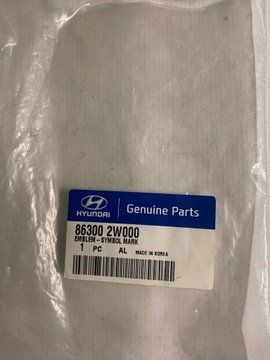 HYUNDAI
Genuine Parts
86300 2W000
EMBLEM-SYMBOL MARK
1 PC AL MADE IN KOREA